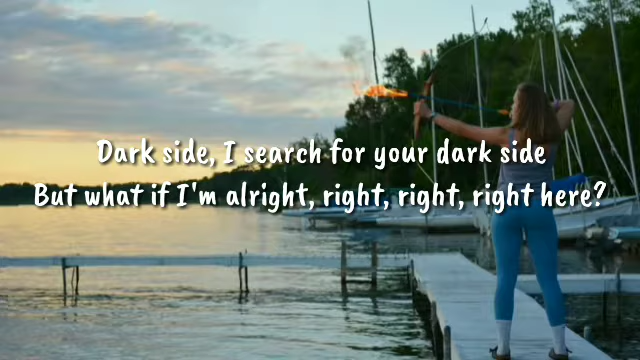 Dark side, I search for your dark side
But what if I'm alright, right, right, right here?